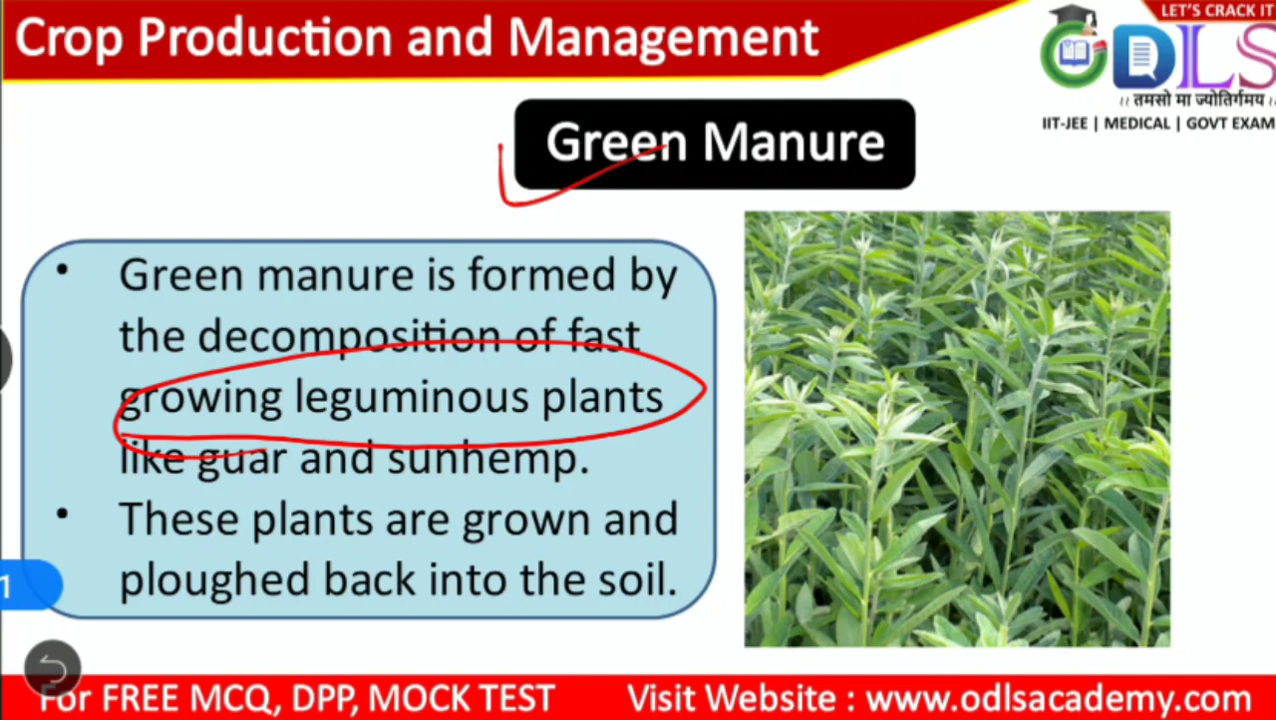 LET'S CRACK IT
Crop Production and Management
ODLS
।। तमसो मा ज्योतिर्गमय ।।
IIT-JEE | MEDICAL | GOVT EXAM
Green Manure
• Green manure is formed by
the decomposition of fast
growing leguminous plants
like guar and sunhemp.
• These plants are grown and
ploughed back into the soil.
1
For FREE MCQ, DPP, MOCK TEST
Visit Website : www.odlsacademy.com